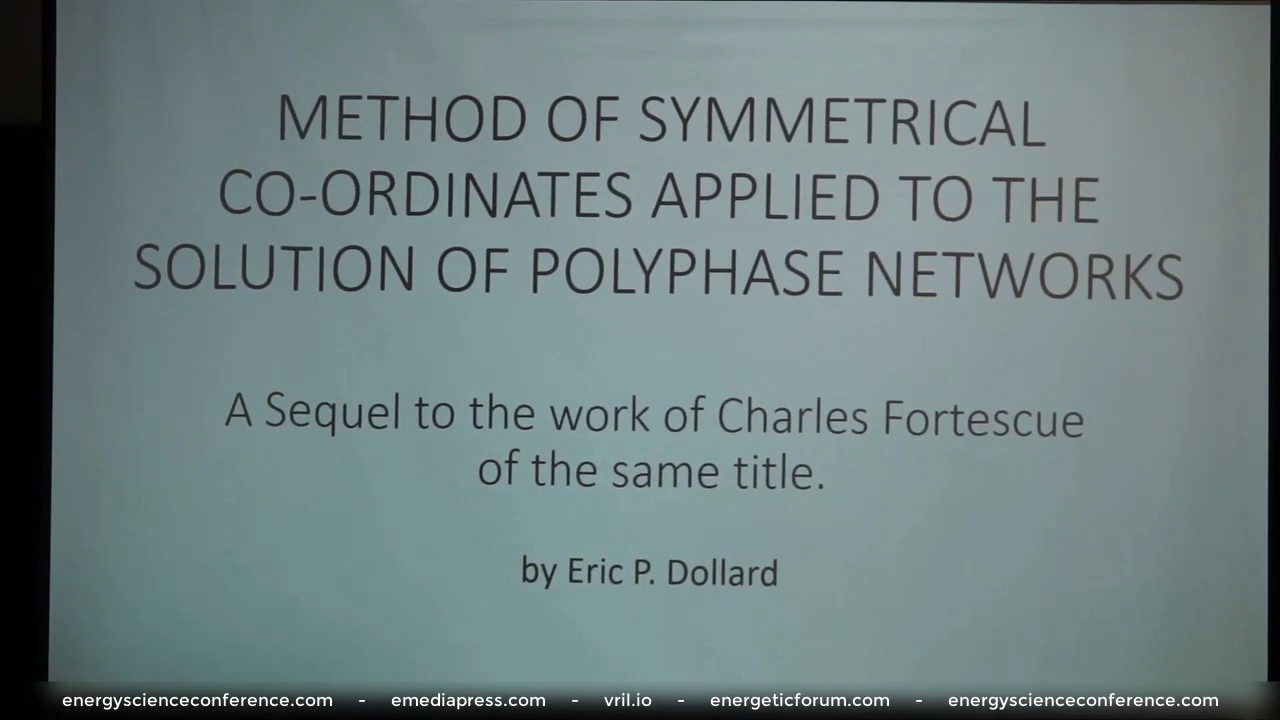 METHOD OF SYMMETRICAL
CO-ORDINATES APPLIED TO THE
SOLUTION OF POLYPHASE NETWORKS
A Sequel to the work of Charles Fortescue
of the same title.
by Eric P. Dollard
energyscienceconference.com - emediapress.com - vril.io - energeticforum.com - energyscienceconference.com